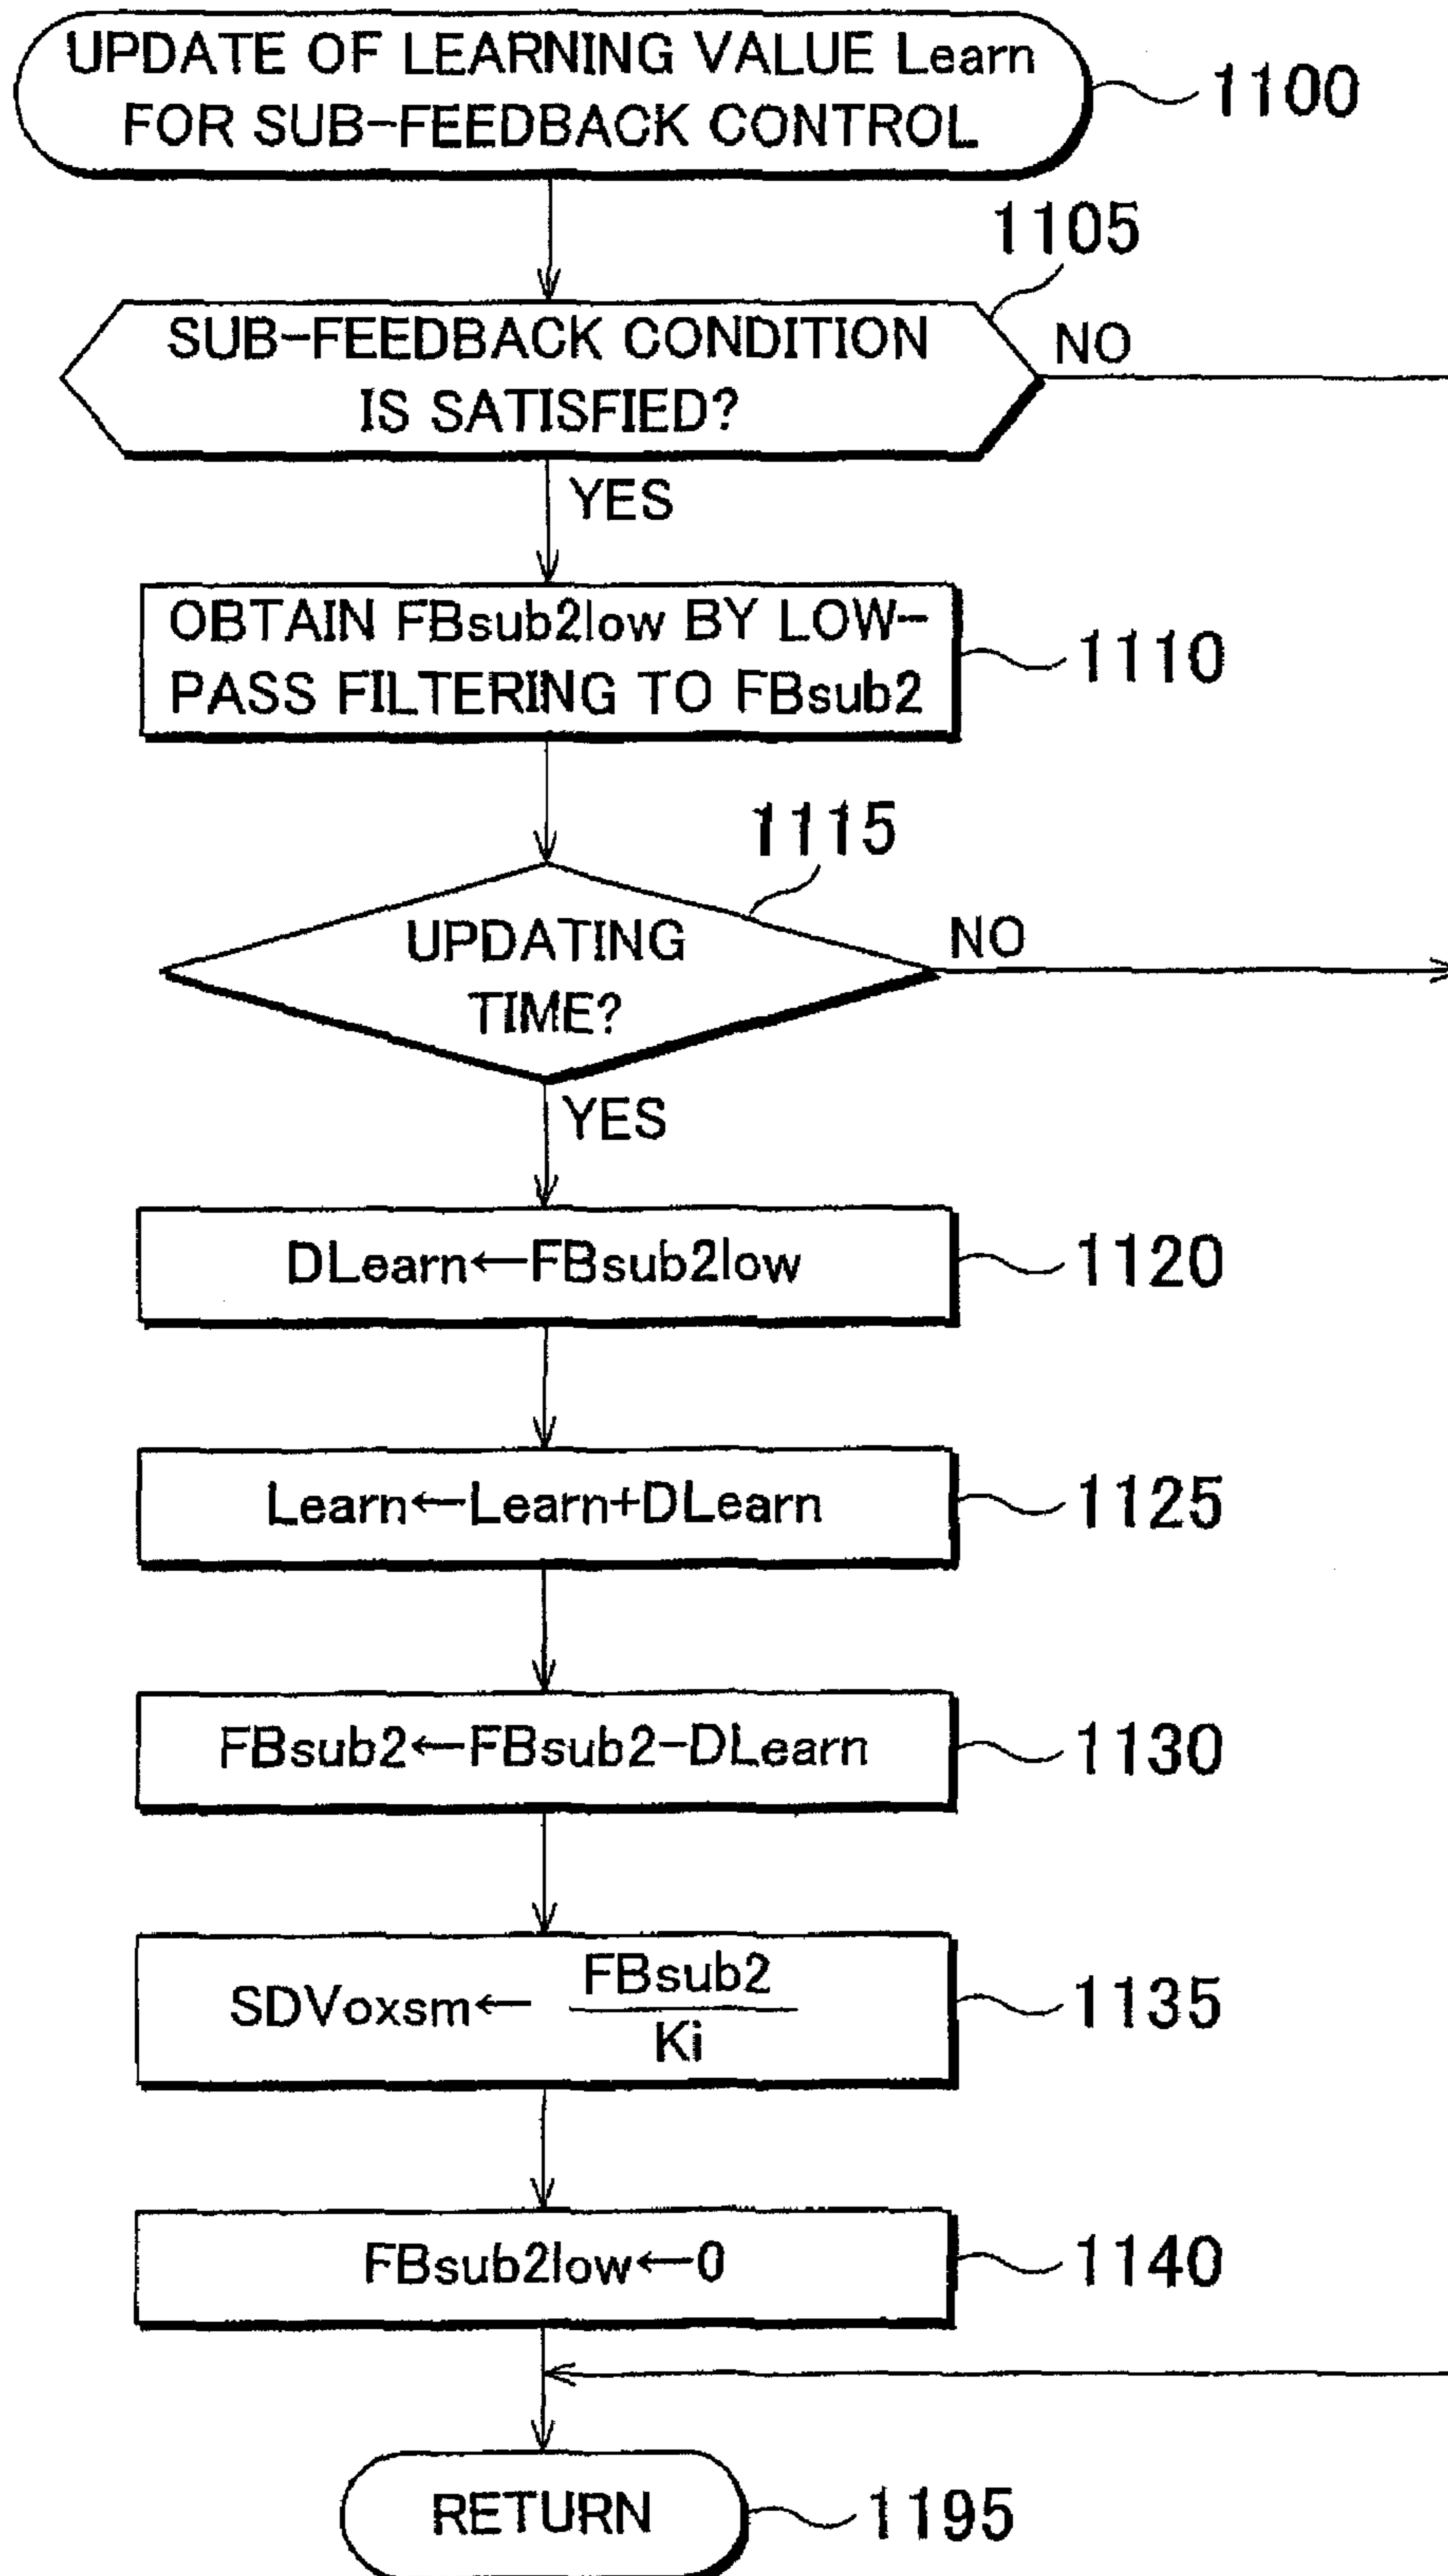 UPDATE OF LEARNING VALUE Learn
FOR SUB-FEEDBACK CONTROL
1100
1105
SUB-FEEDBACK CONDITION
IS SATISFIED?
NO
YES
OBTAIN FBsub2low BY LOW-
PASS FILTERING TO FBsub2
1110
1115
UPDATING
TIME?
NO
YES
DLearn←FBsub2low
1120
Learn←Learn+DLearn
1125
FBsub2←FBsub2-DLearn
1130
SDVoxsm← FBsub2
Ki
1135
FBsub2low←0
1140
RETURN
1195